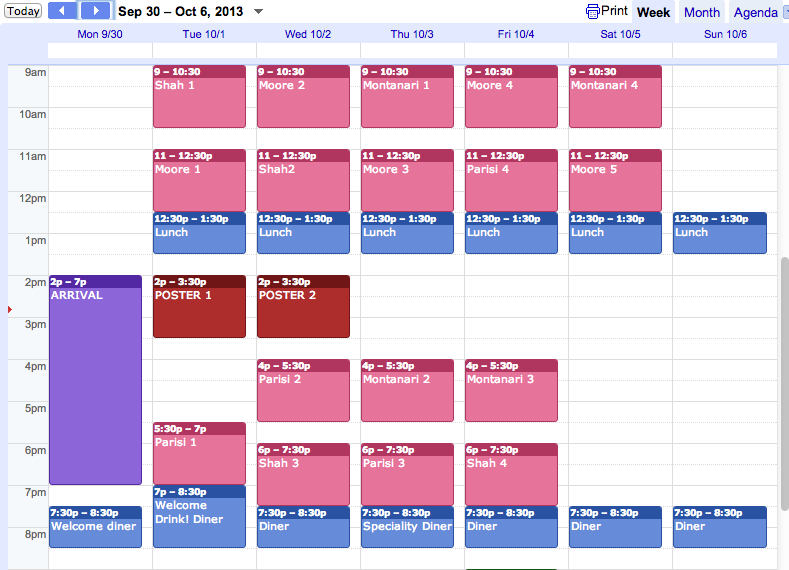 Today Sep 30 – Oct 6, 2013 Print Week Month Agenda
Mon 9/30 Tue 10/1 Wed 10/2 Thu 10/3 Fri 10/4 Sat 10/5 Sun 10/6
9am
9 – 10:30 9 – 10:30 9 – 10:30 9 – 10:30 9 – 10:30
Shah 1 Moore 2 Montanari 1 Moore 4 Montanari 4
10am
11am
11 – 12:30p 11 – 12:30p 11 – 12:30p 11 – 12:30p 11 – 12:30p
Moore 1 Shah2 Moore 3 Parisi 4 Moore 5
12pm
12:30p – 1:30p 12:30p – 1:30p 12:30p – 1:30p 12:30p – 1:30p 12:30p – 1:30p 12:30p – 1:30p
Lunch Lunch Lunch Lunch Lunch Lunch
1pm
2pm
2p – 7p 2p – 3:30p 2p – 3:30p
ARRIVAL POSTER 1 POSTER 2
3pm
4pm
4p – 5:30p 4p – 5:30p 4p – 5:30p
Parisi 2 Montanari 2 Montanari 3
5pm
5:30p – 7p
Parisi 1
6pm
6p – 7:30p 6p – 7:30p 6p – 7:30p
Shah 3 Parisi 3 Shah 4
7pm
7p – 8:30p
Welcome
Drink! Diner
7:30p – 8:30p 7:30p – 8:30p 7:30p – 8:30p 7:30p – 8:30p 7:30p – 8:30p 7:30p – 8:30p
Welcome diner Diner Speciality Diner Diner Diner Diner
8pm